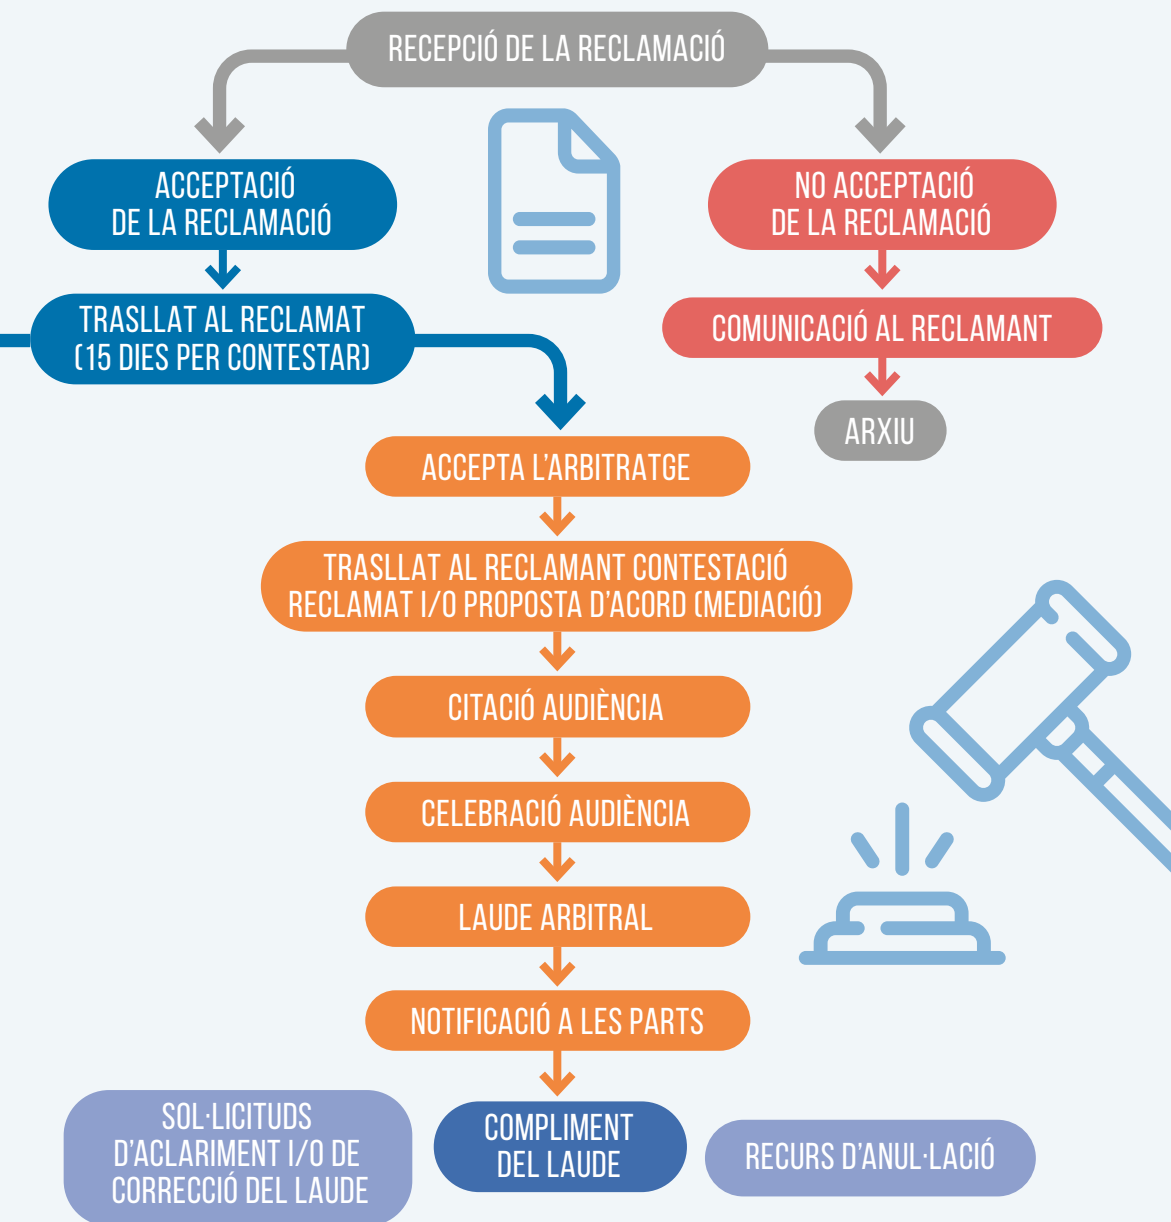 RECEPCIÓ DE LA RECLAMACIÓ
ACCEPTACIÓ
DE LA RECLAMACIÓ
NO ACCEPTACIÓ
DE LA RECLAMACIÓ
TRASLLAT AL RECLAMAT
(15 DIES PER CONTESTAR)
COMUNICACIÓ AL RECLAMANT
ARXIU
ACCEPTA L'ARBITRATGE
TRASLLAT AL RECLAMANT CONTESTACIÓ
RECLAMAT I/O PROPOSTA D'ACORD (MEDIACIÓ)
CITACIÓ AUDIÈNCIA
CELEBRACIÓ AUDIÈNCIA
LAUDE ARBITRAL
NOTIFICACIÓ A LES PARTS
SOL·LICITUDS
D'ACLARIMENT I/O DE
CORRECCIÓ DEL LAUDE
COMPLIMENT
DEL LAUDE
RECURS D'ANUL·LACIÓ